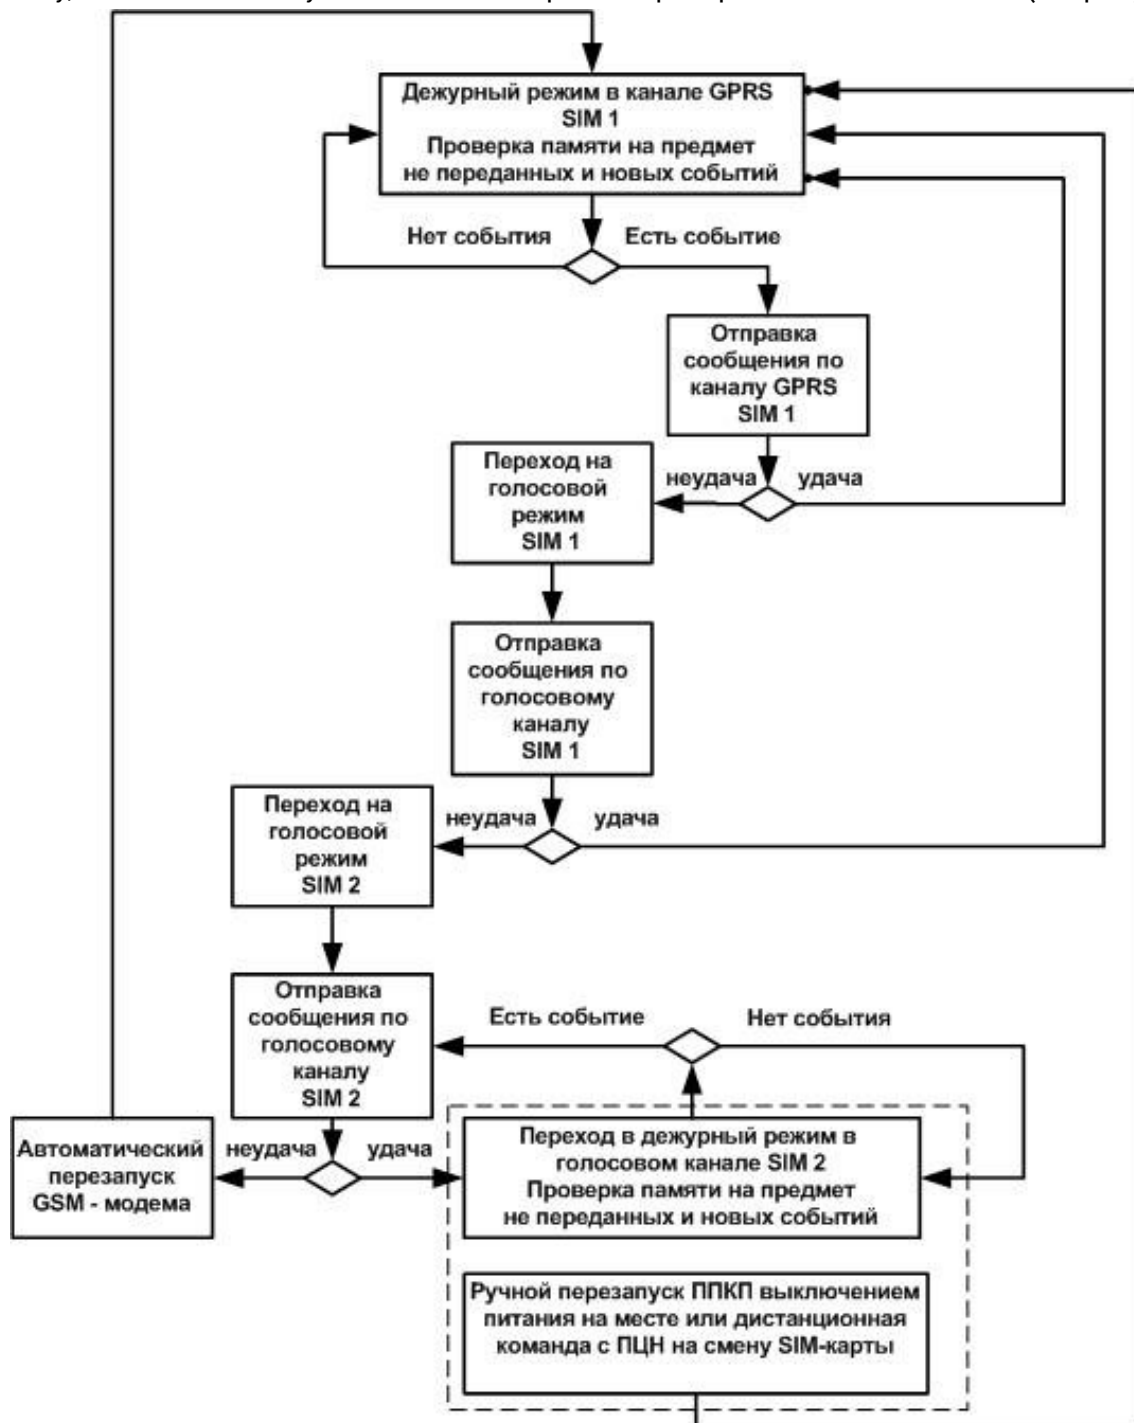 Дежурный режим в канале GPRS
SIM 1
Проверка памяти на предмет
не переданных и новых событий
Нет события
Есть событие
Отправка
сообщения по
каналу GPRS
SIM 1
неудача
удача
Переход на
голосовой
режим
SIM 1
Отправка
сообщения по
голосовому
каналу
SIM 1
неудача
удача
Переход на
голосовой
режим
SIM 2
Отправка
сообщения по
голосовому
каналу
SIM 2
Есть событие
Нет события
Автоматический
перезапуск
GSM - модема
неудача
удача
Переход в дежурный режим в
голосовом канале SIM 2
Проверка памяти на предмет
не переданных и новых событий
Ручной перезапуск ППКП выключением
питания на месте или дистанционная
команда с ПЦН на смену SIM-карты